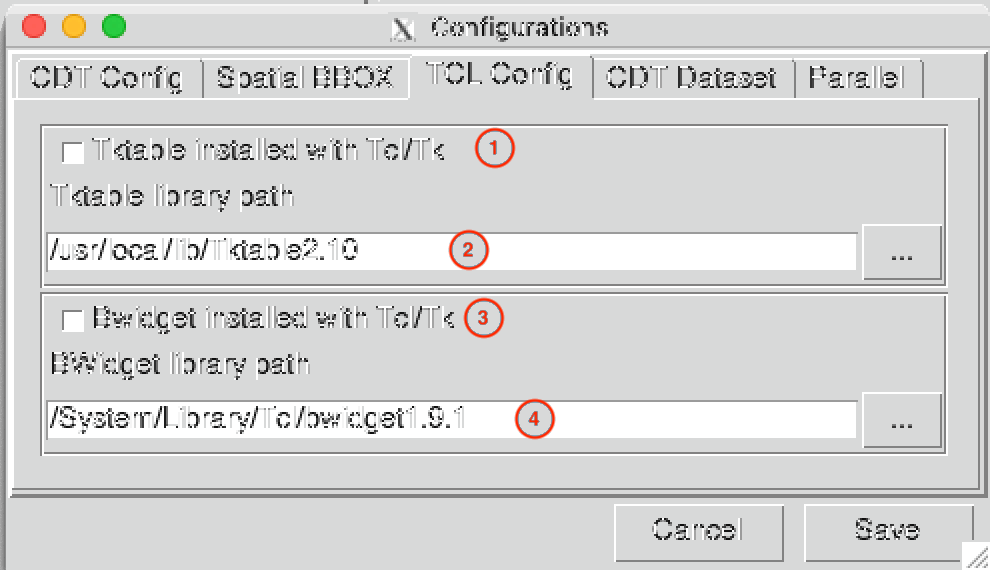 Configurations
CDT Config Spatial BBOX TCL Config CDT Dataset Parallel
Tktable installed with Tcl/Tk 1
Tktable library path
/usr/local/lib/Tktable2.10 2
...
Bwidget installed with Tcl/Tk 3
BWidget library path
/System/Library/Tcl/bwidget1.9.1 4
...
Cancel Save